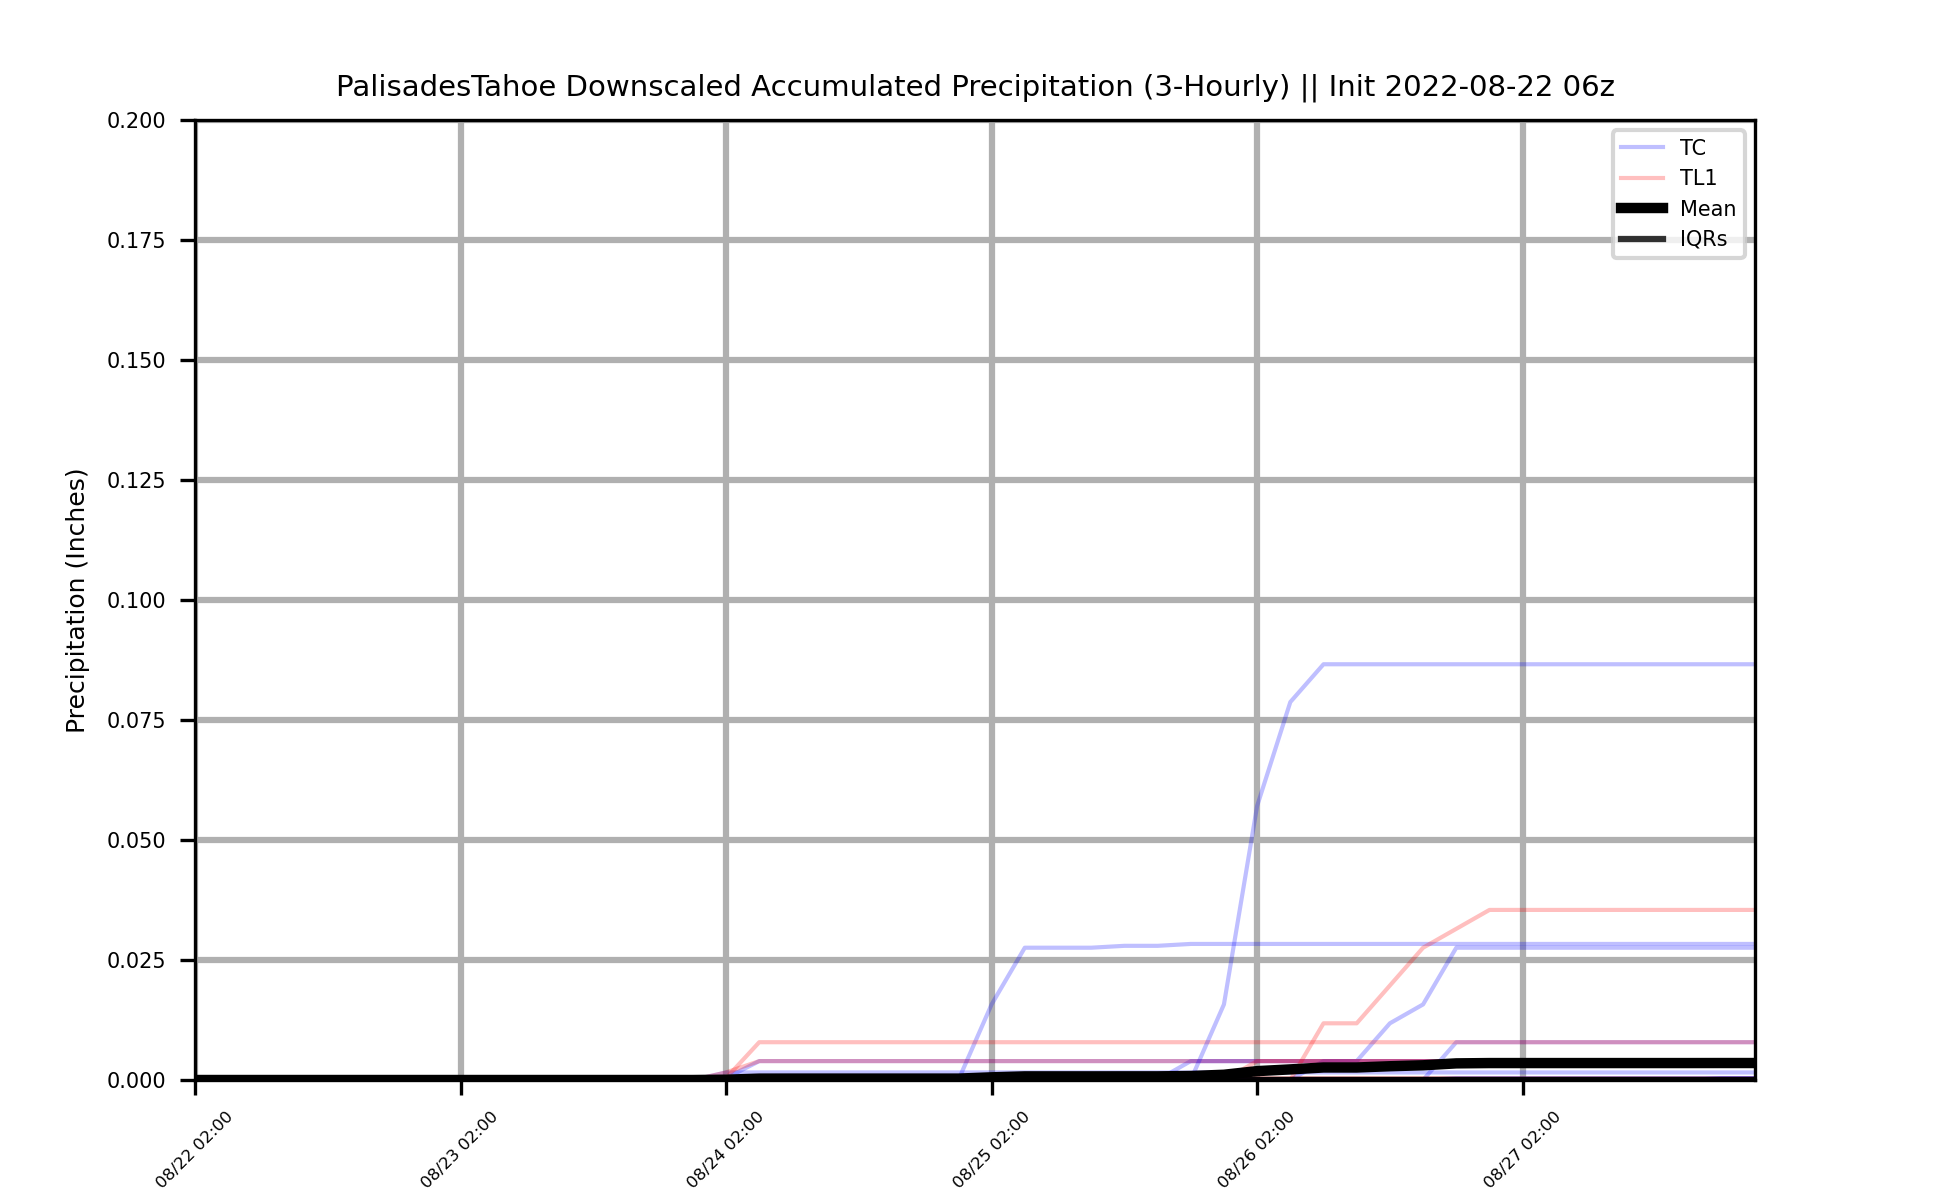 PalisadesTahoe Downscaled Accumulated Precipitation (3-Hourly) || Init 2022-08-22 06z
Precipitation (Inches)
0.200
0.175
0.150
0.125
0.100
0.075
0.050
0.025
0.000
TC
TL1
Mean
IQRs
08/22 02:00
08/23 02:00
08/24 02:00
08/25 02:00
08/26 02:00
08/27 02:00